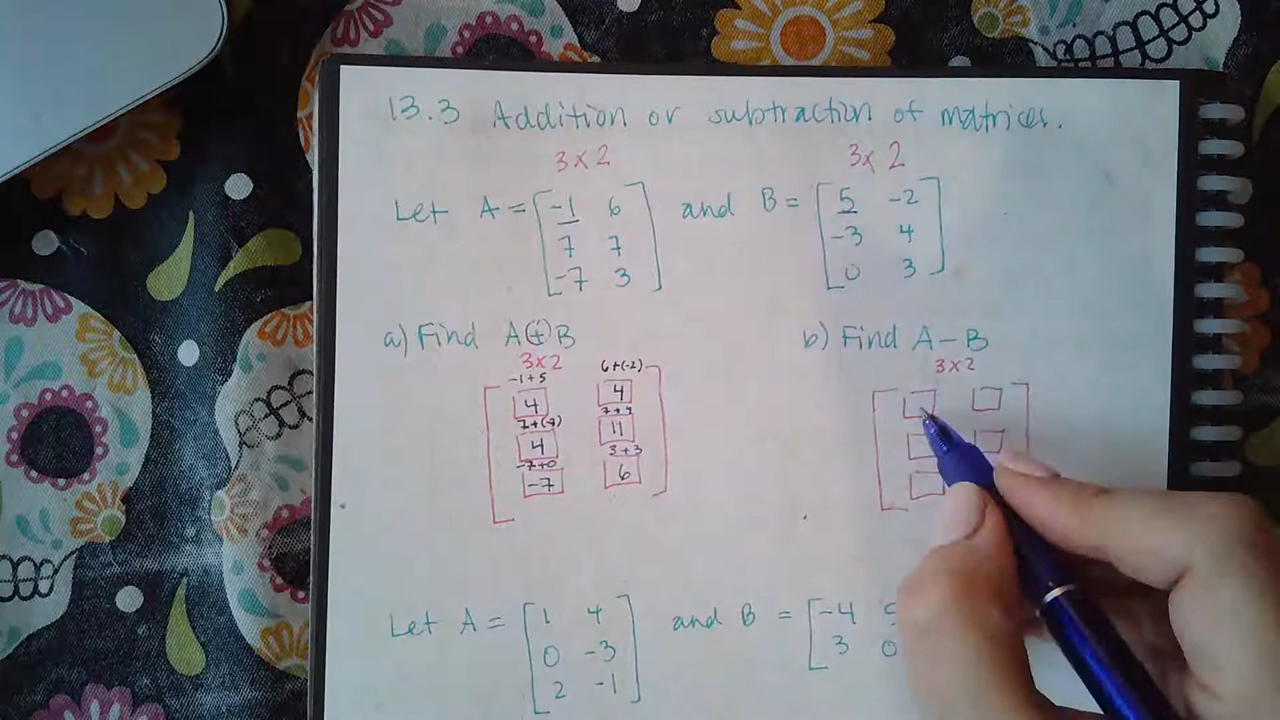 13.3 Addition or subtraction of matrices.
3x2 3x2
Let A = [ -1 6 and B = [ 5 -2 ]
7 7 -3 4
-7 3 ] 0 3
a) Find A(+)B b) Find A-B
3x2 6+(-2) 3x2
-1+5
4 4
7+4
4 11
3+3
-7+0
-7 6
Let A = [ 1 4 ] and B = [ -4
0 -3 3 0
2 -1